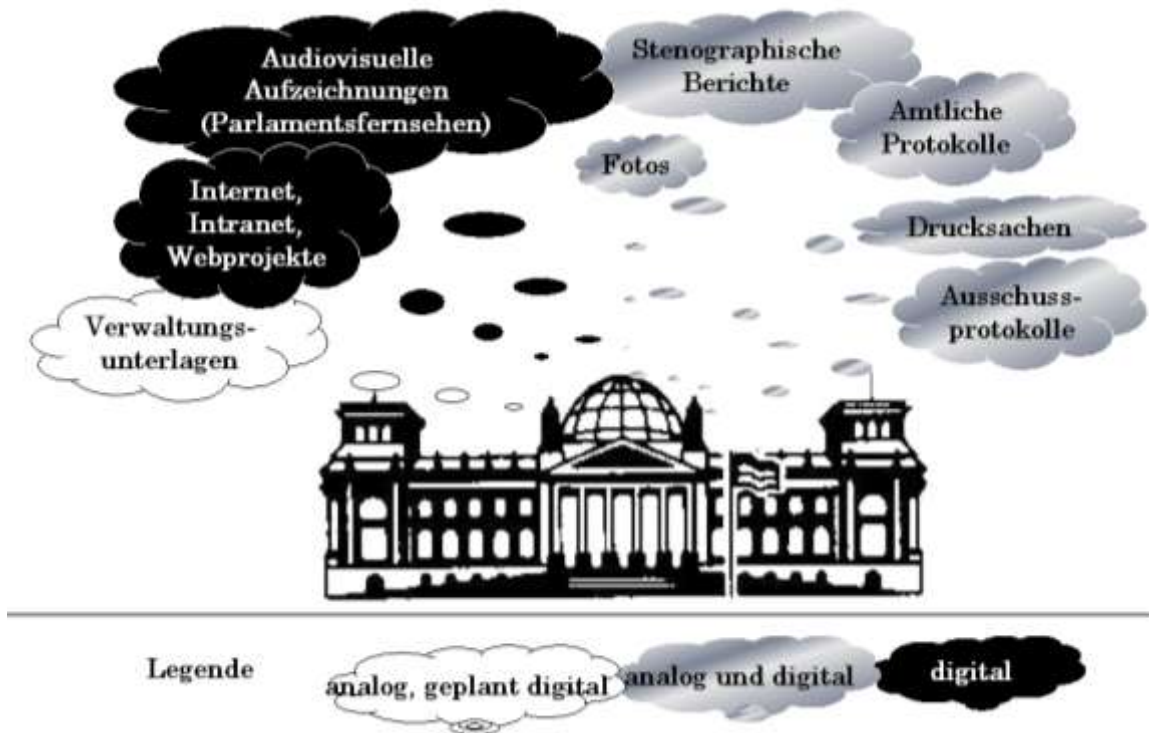 Audiovisuelle
Aufzeichnungen
(Parlamentsfernsehen)
Stenographische
Berichte
Amtliche
Protokolle
Fotos
Internet,
Intranet,
Webprojekte
Drucksachen
Verwaltungs-
unterlagen
Ausschuss-
protokolle
Legende
analog, geplant digital
analog und digital
digital